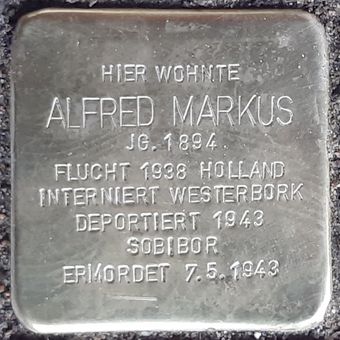 HIER WOHNTE
ALFRED MARKUS
JG. 1894
FLUCHT 1938 HOLLAND
INTERNIERT WESTERBORK
DEPORTIERT 1943
SOBIBOR
ERMORDET 7.5.1943